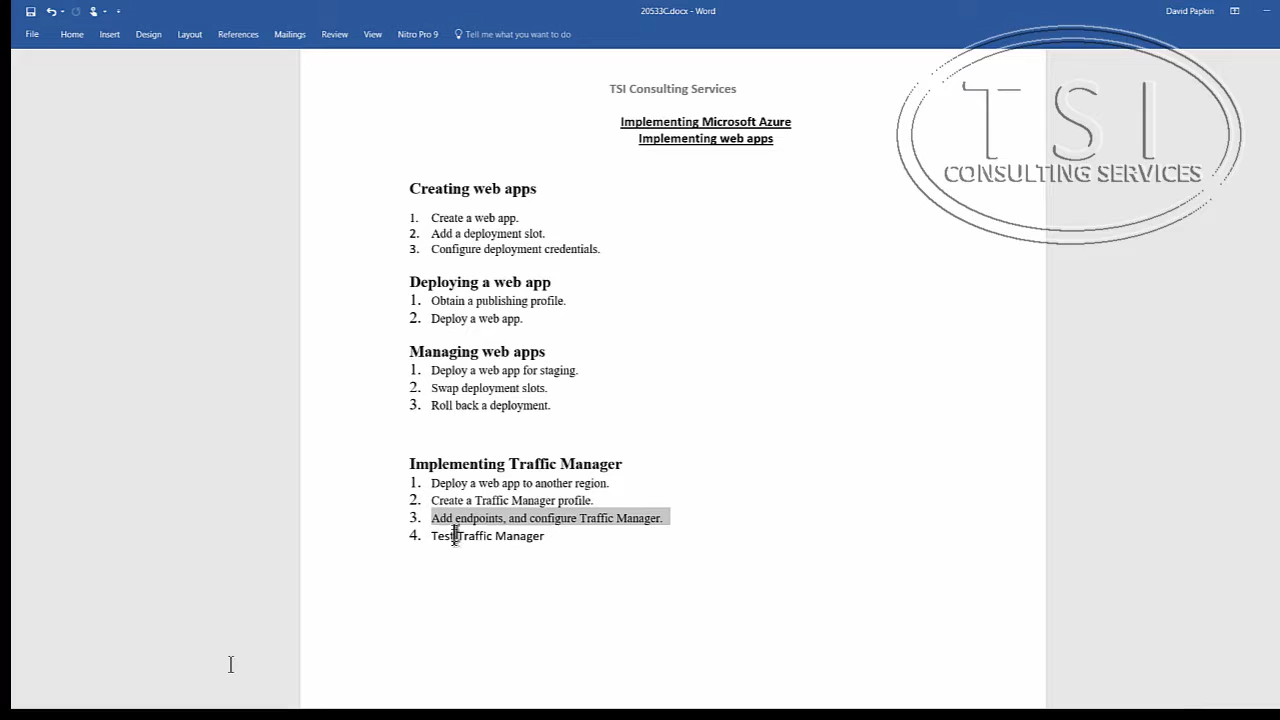 20533C.docx - Word
David Papkin
File Home Insert Design Layout References Mailings Review View Nitro Pro 9 Tell me what you want to do
TSI Consulting Services
TSI
CONSULTING SERVICES
Implementing Microsoft Azure
Implementing web apps
Creating web apps
1. Create a web app.
2. Add a deployment slot.
3. Configure deployment credentials.
Deploying a web app
1. Obtain a publishing profile.
2. Deploy a web app.
Managing web apps
1. Deploy a web app for staging.
2. Swap deployment slots.
3. Roll back a deployment.
Implementing Traffic Manager
1. Deploy a web app to another region.
2. Create a Traffic Manager profile.
3. Add endpoints, and configure Traffic Manager.
4. Test Traffic Manager